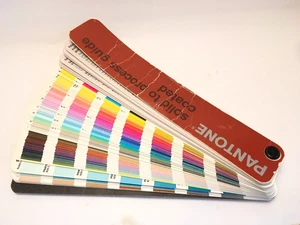 PANTONE
solid to process guide
coated